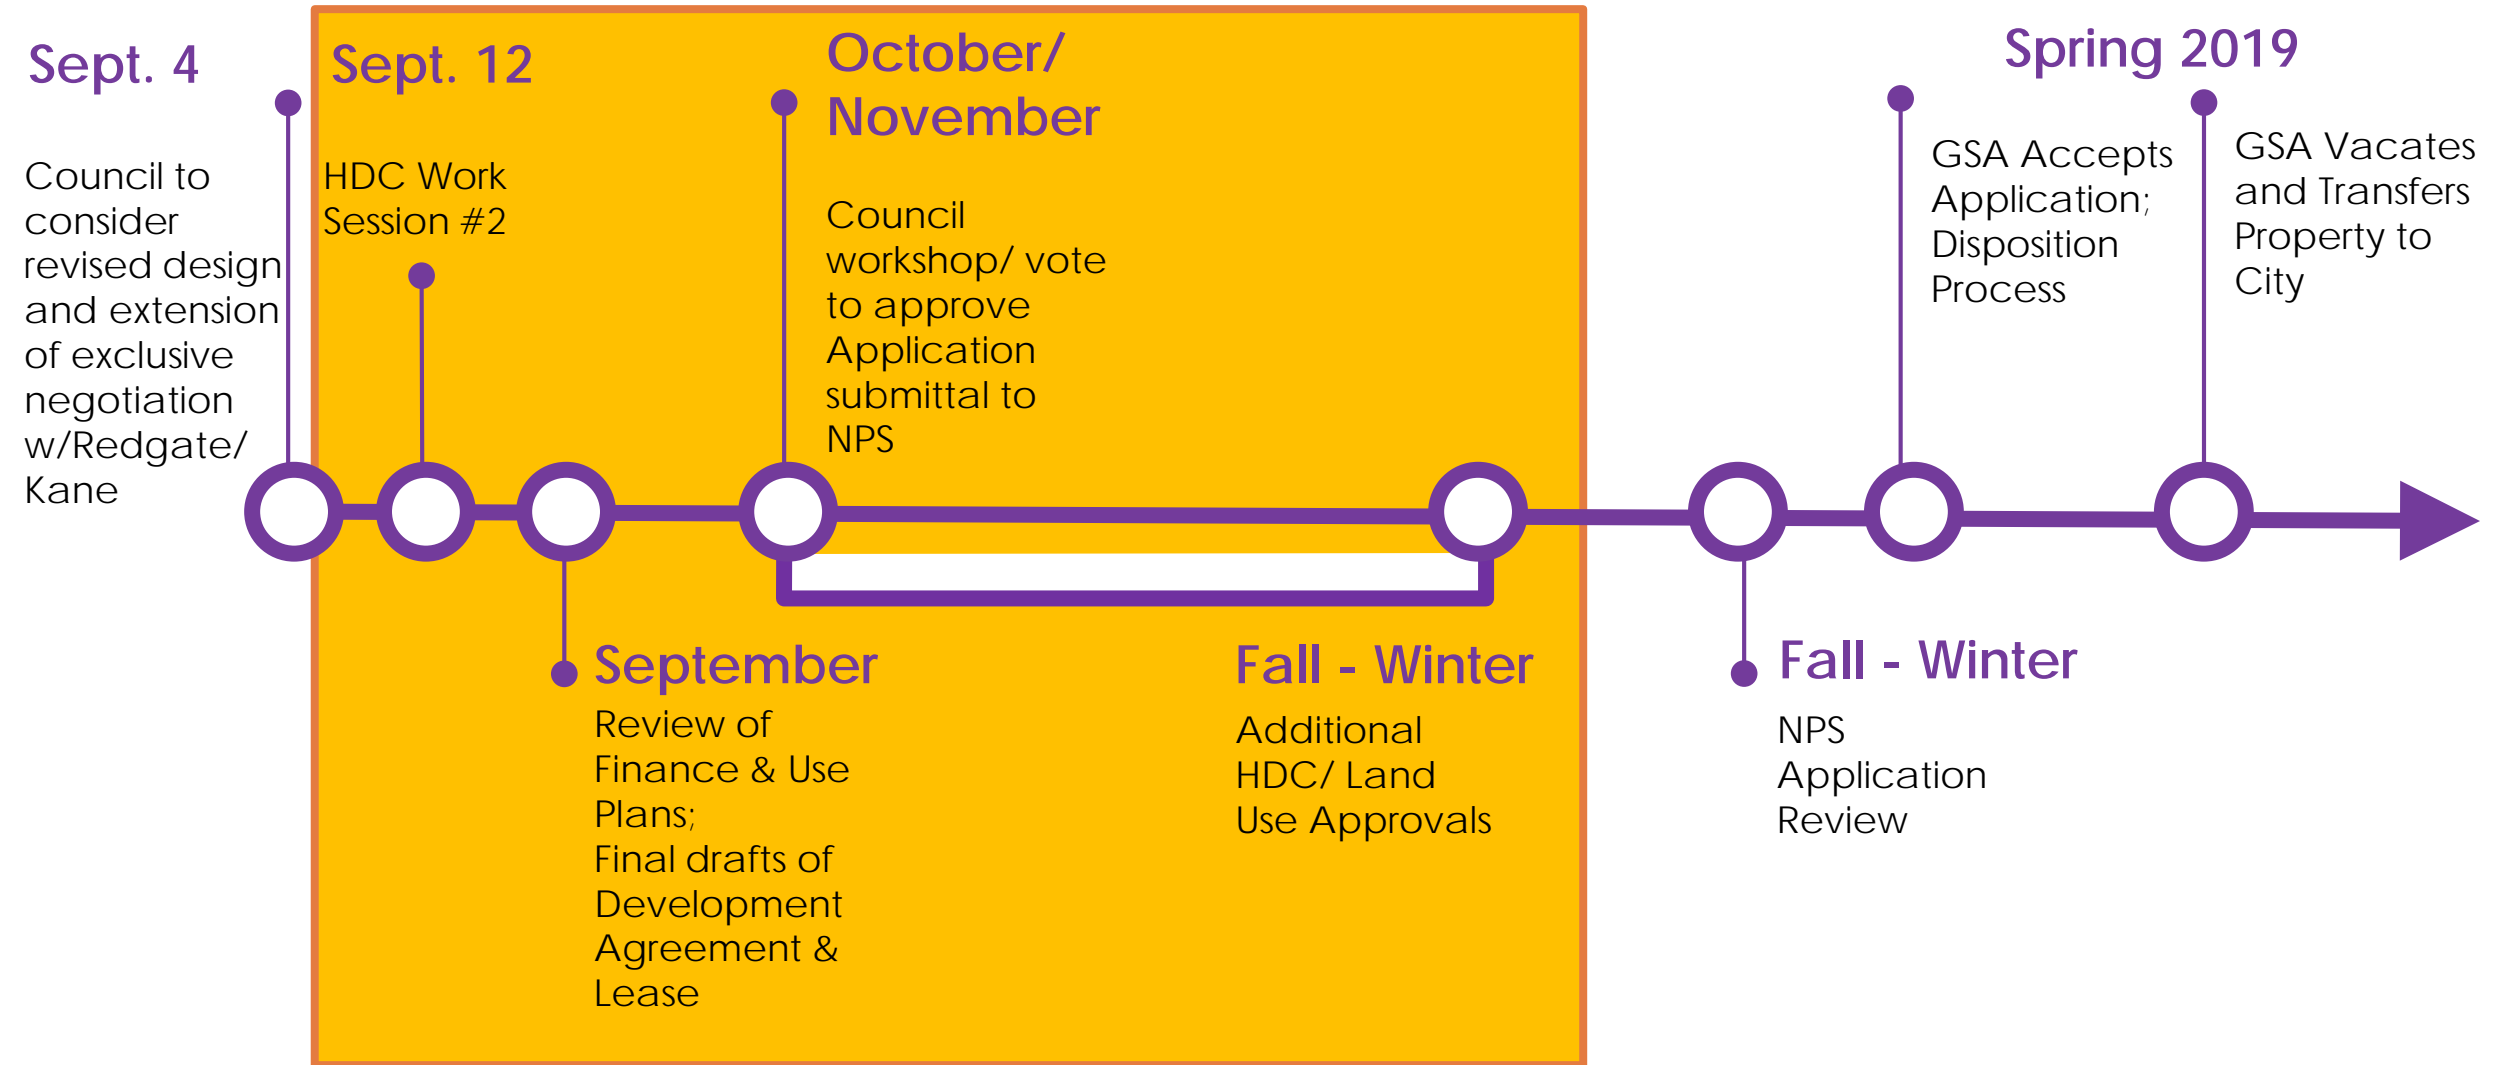 Sept. 4
Council to
consider
revised design
and extension
of exclusive
negotiation
w/Redgate/
Kane
Sept. 12
HDC Work
Session #2
October/
November
Council
workshop/ vote
to approve
Application
submittal to
NPS
Spring 2019
GSA Accepts
Application;
Disposition
Process
GSA Vacates
and Transfers
Property to
City
September
Review of
Finance & Use
Plans;
Final drafts of
Development
Agreement &
Lease
Fall - Winter
Additional
HDC/ Land
Use Approvals
Fall - Winter
NPS
Application
Review